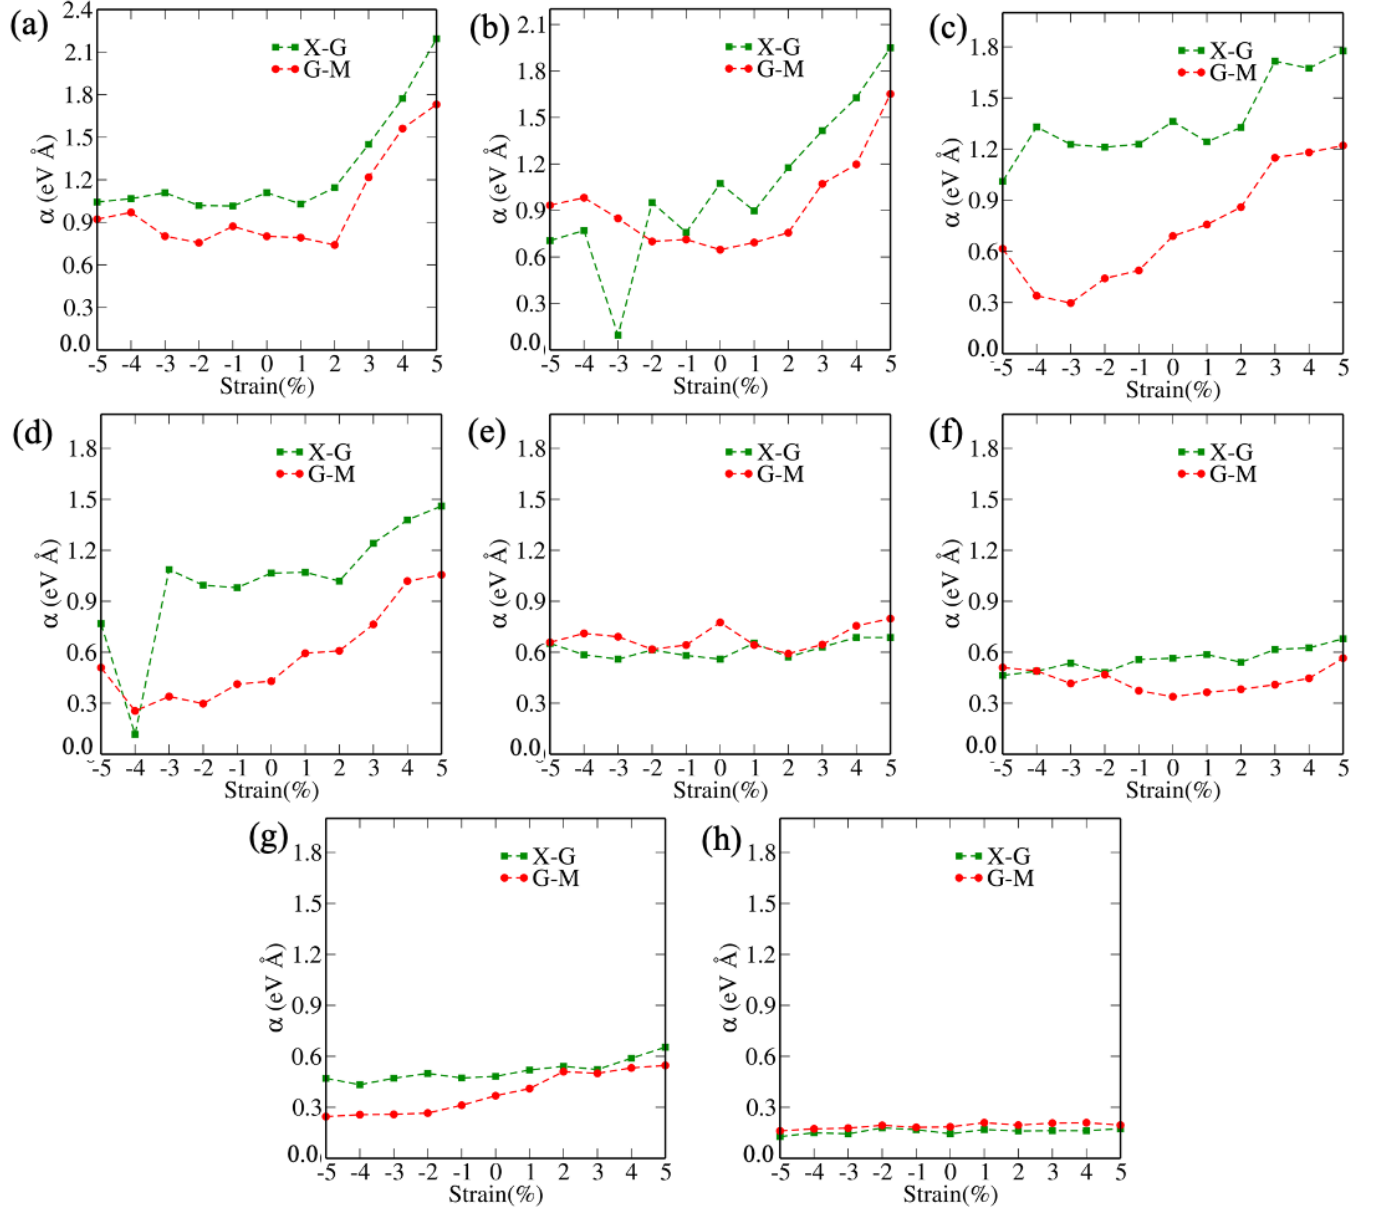 (a)
2.4
2.1
1.8
1.5
1.2
0.9
0.6
0.3
0.0
α (eV Å)
X-G
G-M
-5 -4 -3 -2 -1 0 1 2 3 4 5
Strain(%)
(b)
2.1
1.8
1.5
1.2
0.9
0.6
0.3
0.0
α (eV Å)
X-G
G-M
-5 -4 -3 -2 -1 0 1 2 3 4 5
Strain(%)
(c)
1.8
1.5
1.2
0.9
0.6
0.3
0.0
α (eV Å)
X-G
G-M
-5 -4 -3 -2 -1 0 1 2 3 4 5
Strain(%)
(d)
1.8
1.5
1.2
0.9
0.6
0.3
0.0
α (eV Å)
X-G
G-M
-5 -4 -3 -2 -1 0 1 2 3 4 5
Strain(%)
(e)
1.8
1.5
1.2
0.9
0.6
0.3
0.0
α (eV Å)
X-G
G-M
-5 -4 -3 -2 -1 0 1 2 3 4 5
Strain(%)
(f)
1.8
1.5
1.2
0.9
0.6
0.3
0.0
α (eV Å)
X-G
G-M
-5 -4 -3 -2 -1 0 1 2 3 4 5
Strain(%)
(g)
1.8
1.5
1.2
0.9
0.6
0.3
0.0
α (eV Å)
X-G
G-M
-5 -4 -3 -2 -1 0 1 2 3 4 5
Strain(%)
(h)
1.8
1.5
1.2
0.9
0.6
0.3
0.0
α (eV Å)
X-G
G-M
-5 -4 -3 -2 -1 0 1 2 3 4 5
Strain(%)